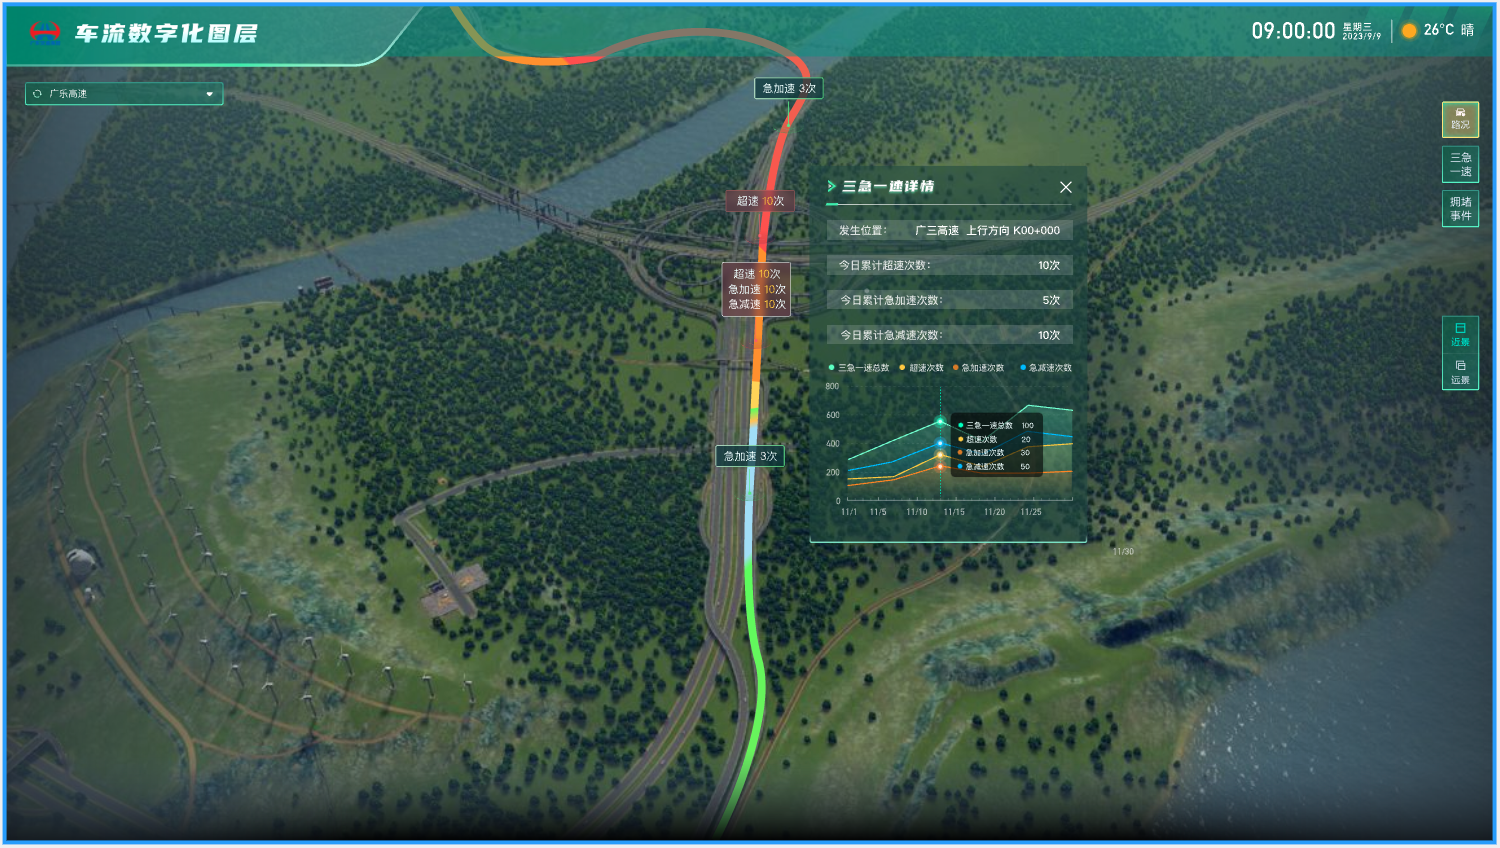 车流数字化图层
09:00:00
星期三
2023/9/9
26°C 晴
广乐高速
急加速 3次
路况
三急
一速
拥堵
事件
超速 10次
超速 10次
急加速 10次
急减速 10次
急加速 3次
三急一速详情
发生位置: 广三高速 上行方向 K00+000
今日累计超速次数: 10次
今日累计急加速次数: 5次
今日累计急减速次数: 10次
三急一速总数 超速次数 急加速次数 急减速次数
800
600
400
200
0
三急一速总数 100
超速次数 20
急加速次数 30
急减速次数 50
11/1 11/5 11/10 11/15 11/20 11/25
11/30
近景
远景